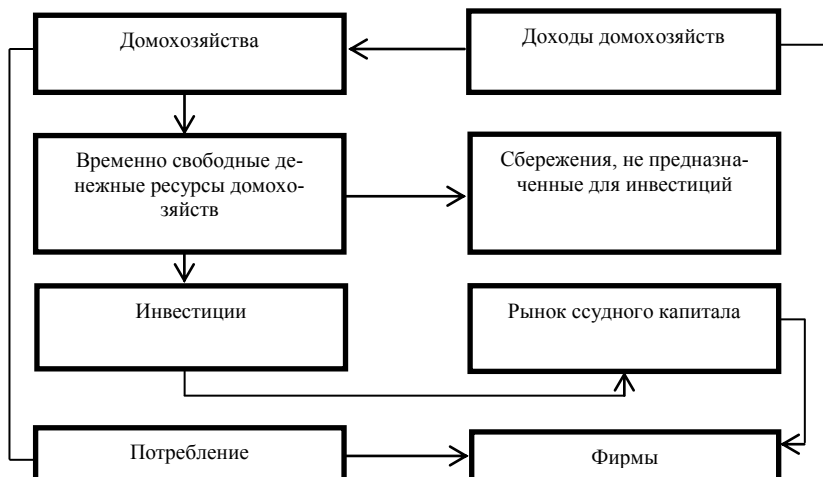 Домохозяйства
Доходы домохозяйств
Временно свободные де-
нежные ресурсы домохо-
зяйств
Сбережения, не предназна-
ченные для инвестиций
Инвестиции
Рынок ссудного капитала
Потребление
Фирмы